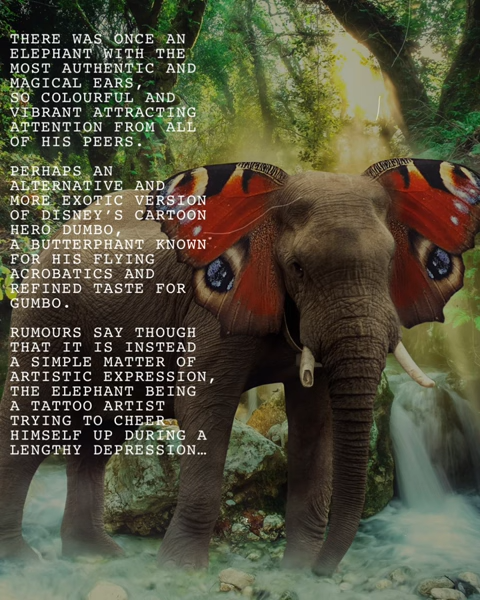 THERE WAS ONCE AN
ELEPHANT WITH THE
MOST AUTHENTIC AND
MAGICAL EARS,
SO COLOURFUL AND
VIBRANT ATTRACTING
ATTENTION FROM ALL
OF HIS PEERS.
PERHAPS AN
ALTERNATIVE AND
MORE EXOTIC VERSION
OF DISNEY'S CARTOON
HERO DUMBO,
A BUTTERPHANT KNOWN
FOR HIS FLYING
ACROBATICS AND
REFINED TASTE FOR
GUMBO.
RUMOURS SAY THOUGH
THAT IT IS INSTEAD
A SIMPLE MATTER OF
ARTISTIC EXPRESSION,
THE ELEPHANT BEING
A TATTOO ARTIST
TRYING TO CHEER
HIMSELF UP DURING A
LENGTHY DEPRESSION…